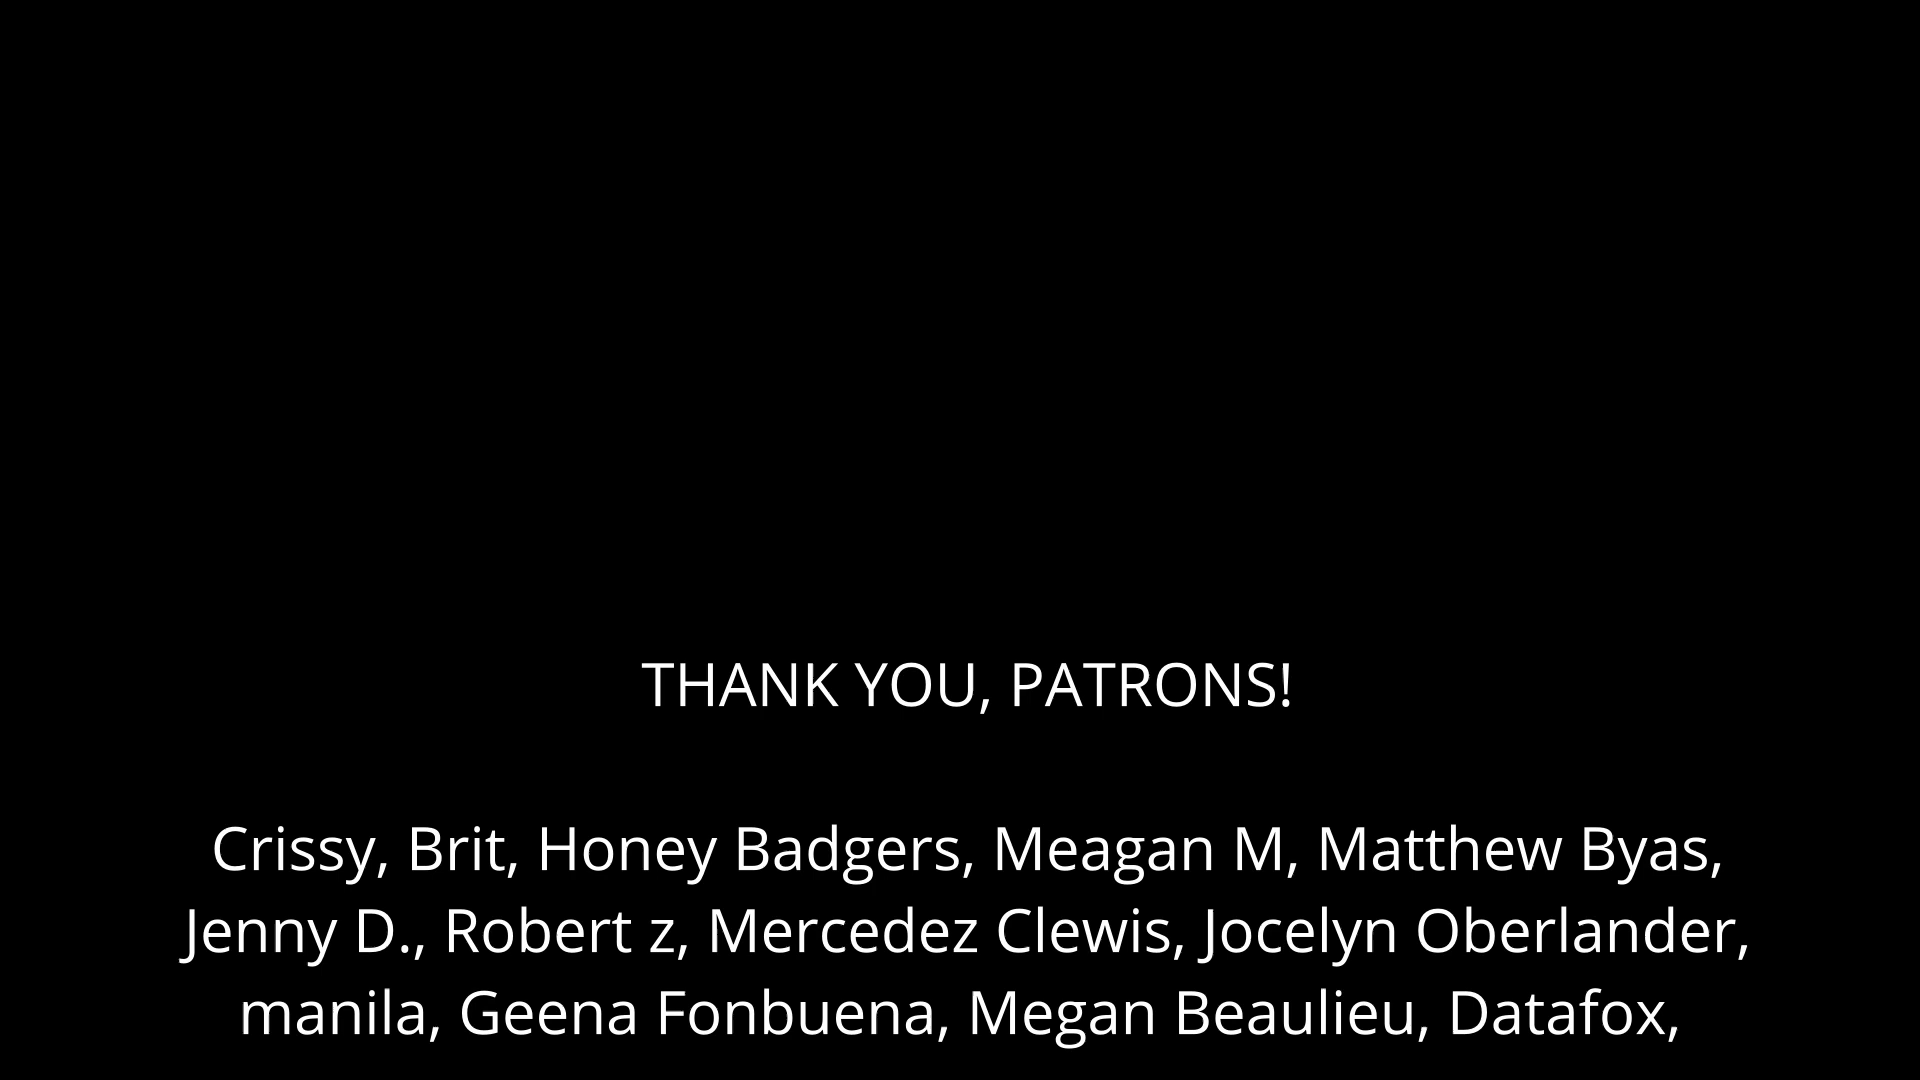 THANK YOU, PATRONS!
Crissy, Brit, Honey Badgers, Meagan M, Matthew Byas,
Jenny D., Robert z, Mercedez Clewis, Jocelyn Oberlander,
manila, Geena Fonbuena, Megan Beaulieu, Datafox,